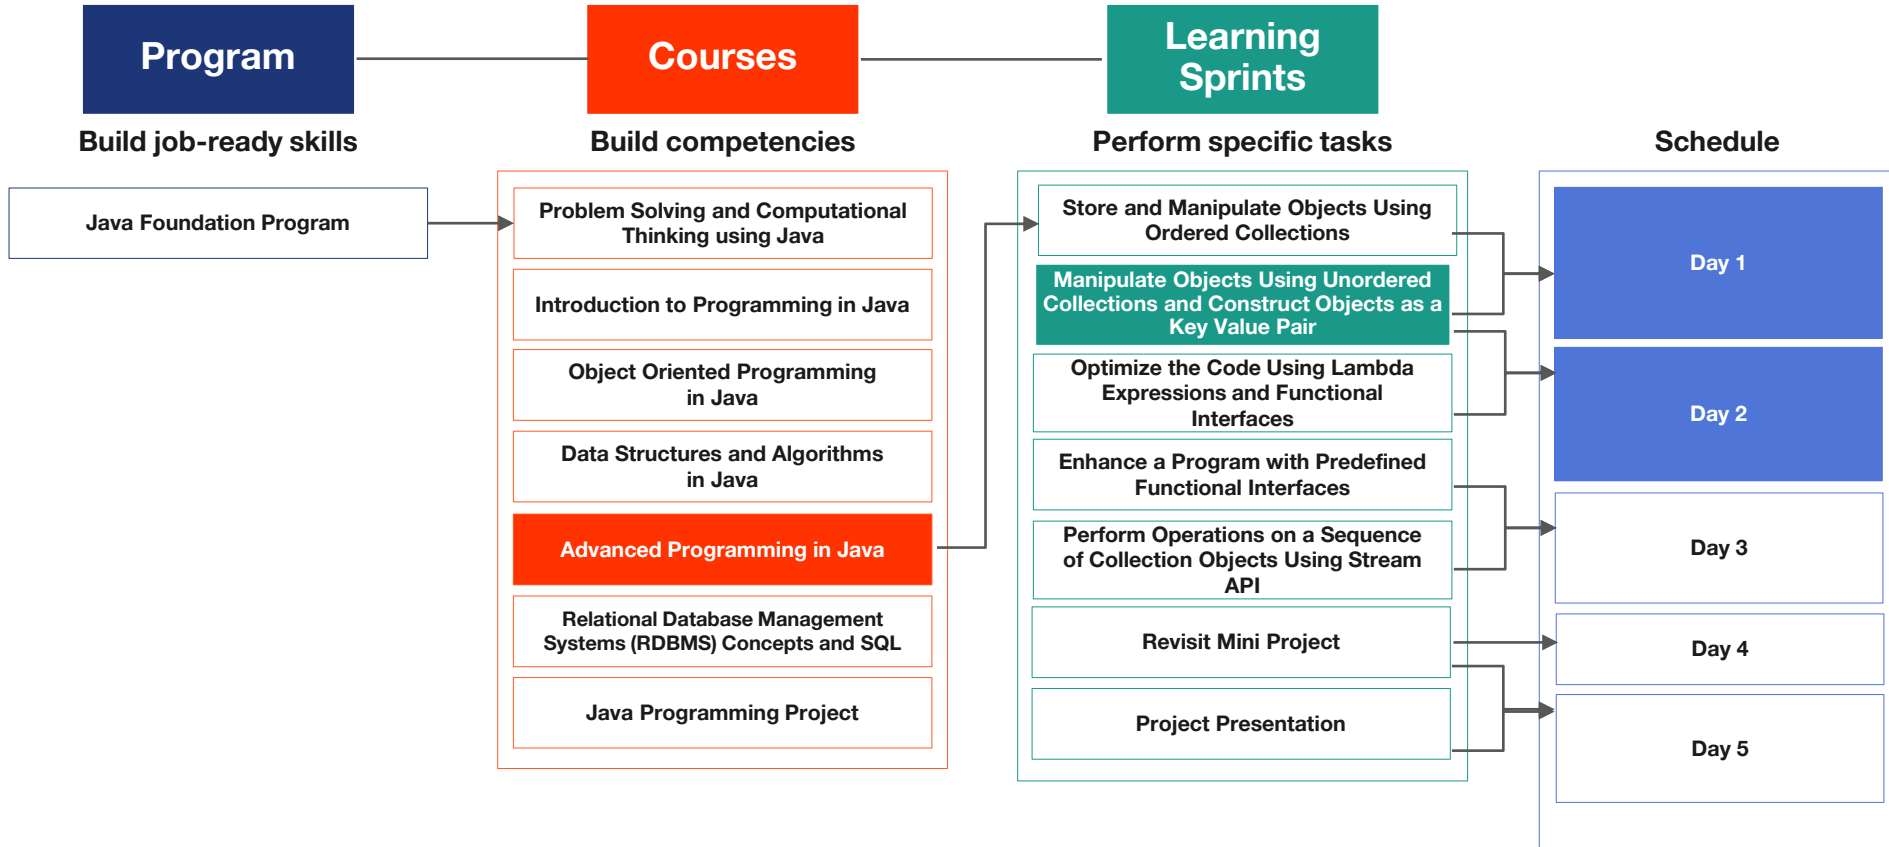 Program
Courses
Learning
Sprints
Build job-ready skills
Build competencies
Perform specific tasks
Schedule
Java Foundation Program
Problem Solving and Computational
Thinking using Java
Introduction to Programming in Java
Object Oriented Programming
in Java
Data Structures and Algorithms
in Java
Advanced Programming in Java
Relational Database Management
Systems (RDBMS) Concepts and SQL
Java Programming Project
Store and Manipulate Objects Using
Ordered Collections
Manipulate Objects Using Unordered
Collections and Construct Objects as a
Key Value Pair
Optimize the Code Using Lambda
Expressions and Functional
Interfaces
Enhance a Program with Predefined
Functional Interfaces
Perform Operations on a Sequence
of Collection Objects Using Stream
API
Revisit Mini Project
Project Presentation
Day 1
Day 2
Day 3
Day 4
Day 5